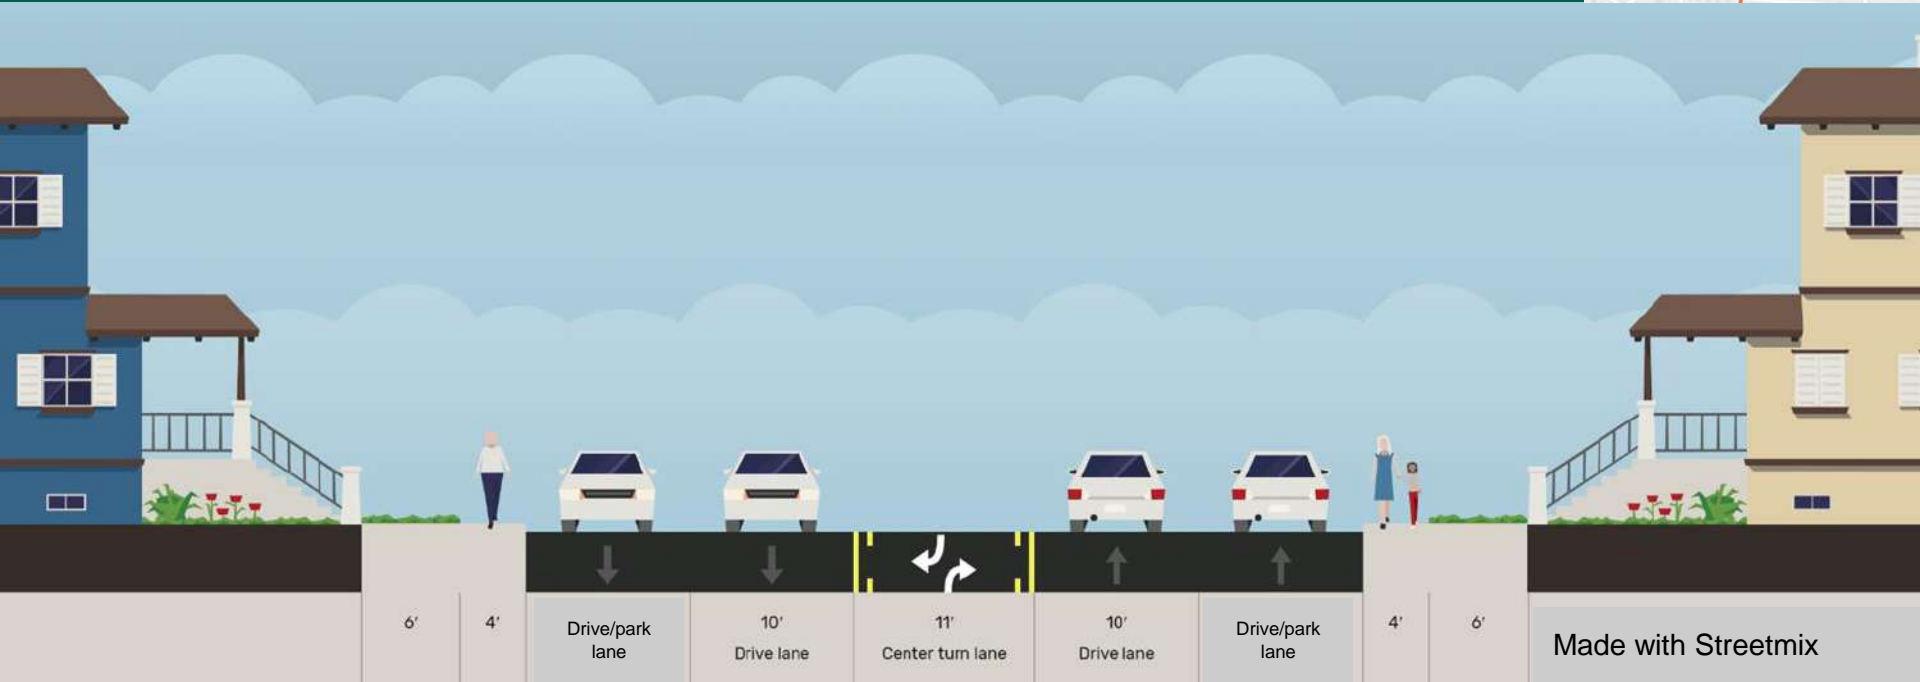 6'
4'
Drive/park
lane
10'
Drive lane
11'
Center turn lane
10'
Drive lane
Drive/park
lane
4'
6'
Made with Streetmix